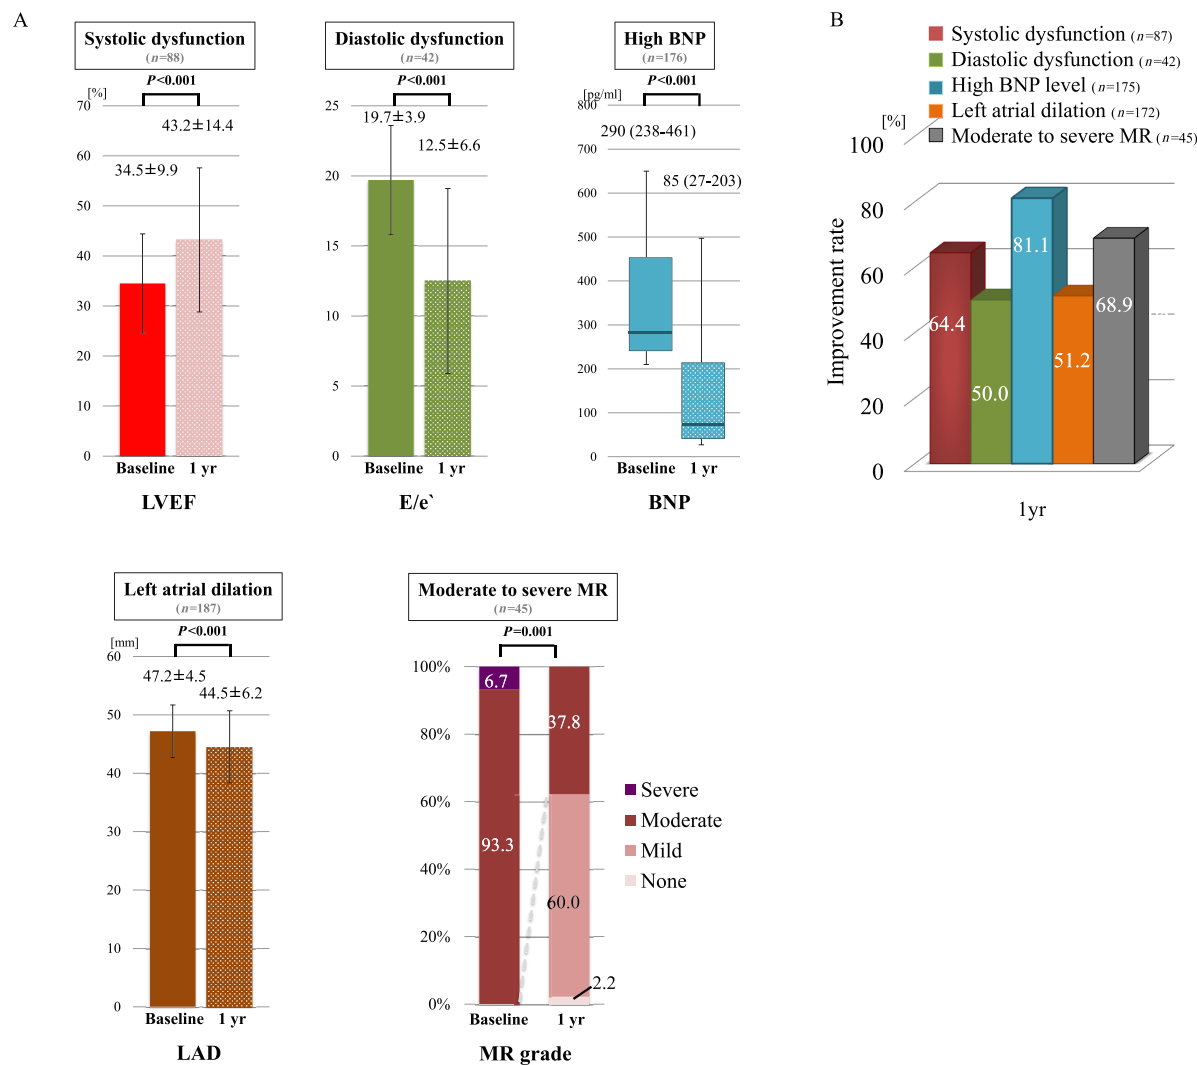 A
Systolic dysfunction
(n=88)
P<0.001
[%]
70
60
50
40
30
20
10
0
43.2±14.4
34.5±9.9
Baseline 1 yr
LVEF
Diastolic dysfunction
(n=42)
P<0.001
25
20
15
10
5
0
19.7±3.9
12.5±6.6
Baseline 1 yr
E/e`
High BNP
(n=176)
P<0.001
[pg/ml]
800
700
600
500
400
300
200
100
0
290 (238-461)
85 (27-203)
Baseline 1 yr
BNP
B
Systolic dysfunction (n=87)
Diastolic dysfunction (n=42)
High BNP level (n=175)
Left atrial dilation (n=172)
Moderate to severe MR (n=45)
[%]
100
80
60
40
20
0
Improvement rate
64.4
50.0
81.1
51.2
68.9
1yr
Left atrial dilation
(n=187)
P<0.001
[mm]
60
50
40
30
20
10
0
47.2±4.5
44.5±6.2
Baseline 1 yr
LAD
Moderate to severe MR
(n=45)
P=0.001
100%
80%
60%
40%
20%
0%
6.7
93.3
37.8
60.0
2.2
Baseline 1 yr
MR grade
Severe
Moderate
Mild
None